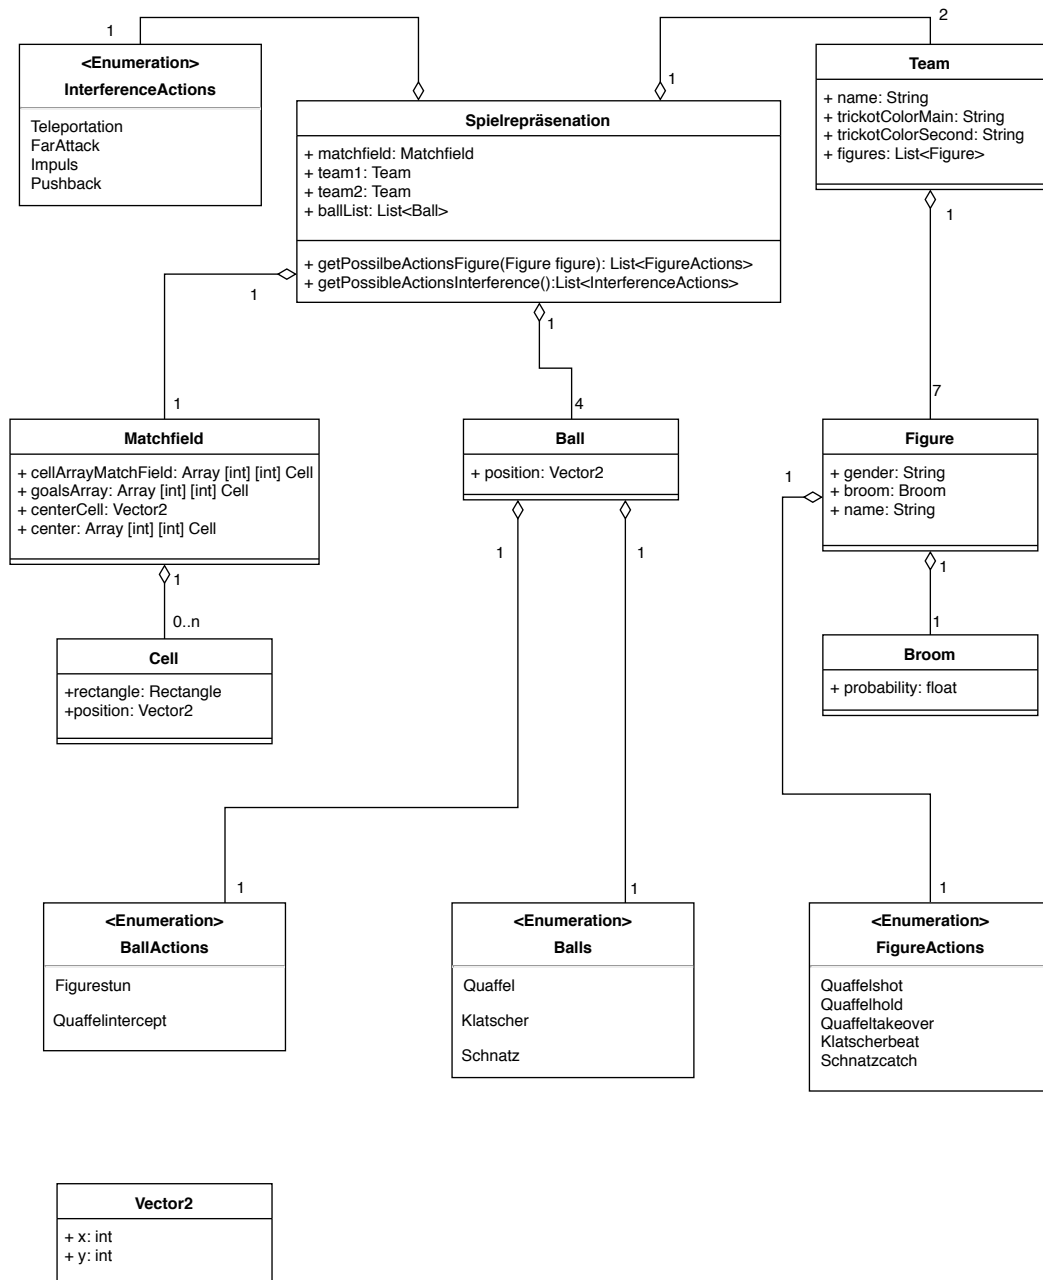 1
2
<Enumeration>
InterferenceActions
Teleportation
FarAttack
Impuls
Pushback
1
Spielrepräsenation
+ matchfield: Matchfield
+ team1: Team
+ team2: Team
+ ballList: List<Ball>
+ getPossilbeActionsFigure(Figure figure): List<FigureActions>
+ getPossibleActionsInterference():List<InterferenceActions>
Team
+ name: String
+ trickotColorMain: String
+ trickotColorSecond: String
+ figures: List<Figure>
1
1
1
1
4
7
Matchfield
+ cellArrayMatchField: Array [int] [int] Cell
+ goalsArray: Array [int] [int] Cell
+ centerCell: Vector2
+ center: Array [int] [int] Cell
Ball
+ position: Vector2
Figure
+ gender: String
+ broom: Broom
+ name: String
1
1
1
1
1
0..n
1
Cell
+rectangle: Rectangle
+position: Vector2
Broom
+ probability: float
1
1
1
<Enumeration>
BallActions
Figurestun
Quaffelintercept
<Enumeration>
Balls
Quaffel
Klatscher
Schnatz
<Enumeration>
FigureActions
Quaffelshot
Quaffelhold
Quaffeltakeover
Klatscherbeat
Schnatzcatch
Vector2
+ x: int
+ y: int